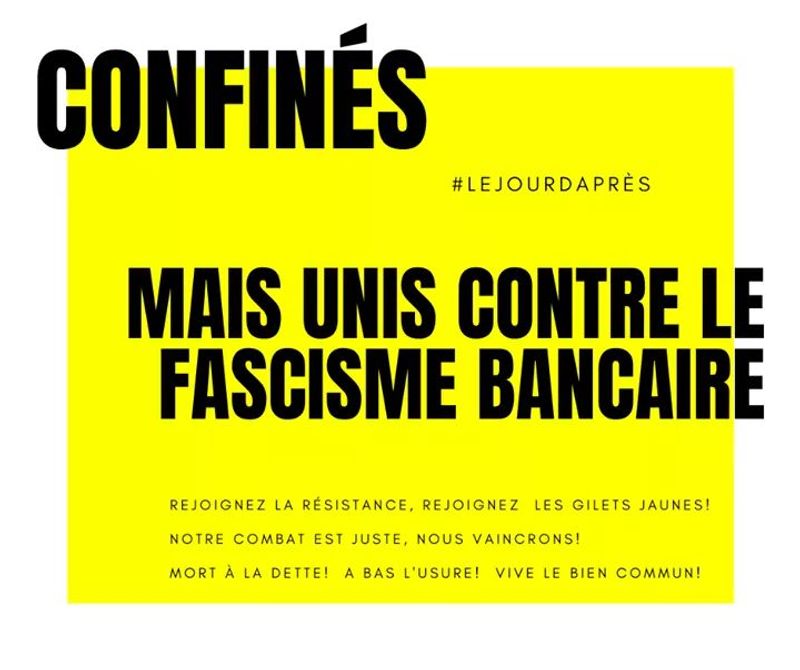 CONFINÉS
#LEJOURDAPRÈS
MAIS UNIS CONTRE LE
FASCISME BANCAIRE
REJOIGNEZ LA RÉSISTANCE, REJOIGNEZ LES GILETS JAUNES!
NOTRE COMBAT EST JUSTE, NOUS VAINCRONS!
MORT À LA DETTE! A BAS L'USURE! VIVE LE BIEN COMMUN!